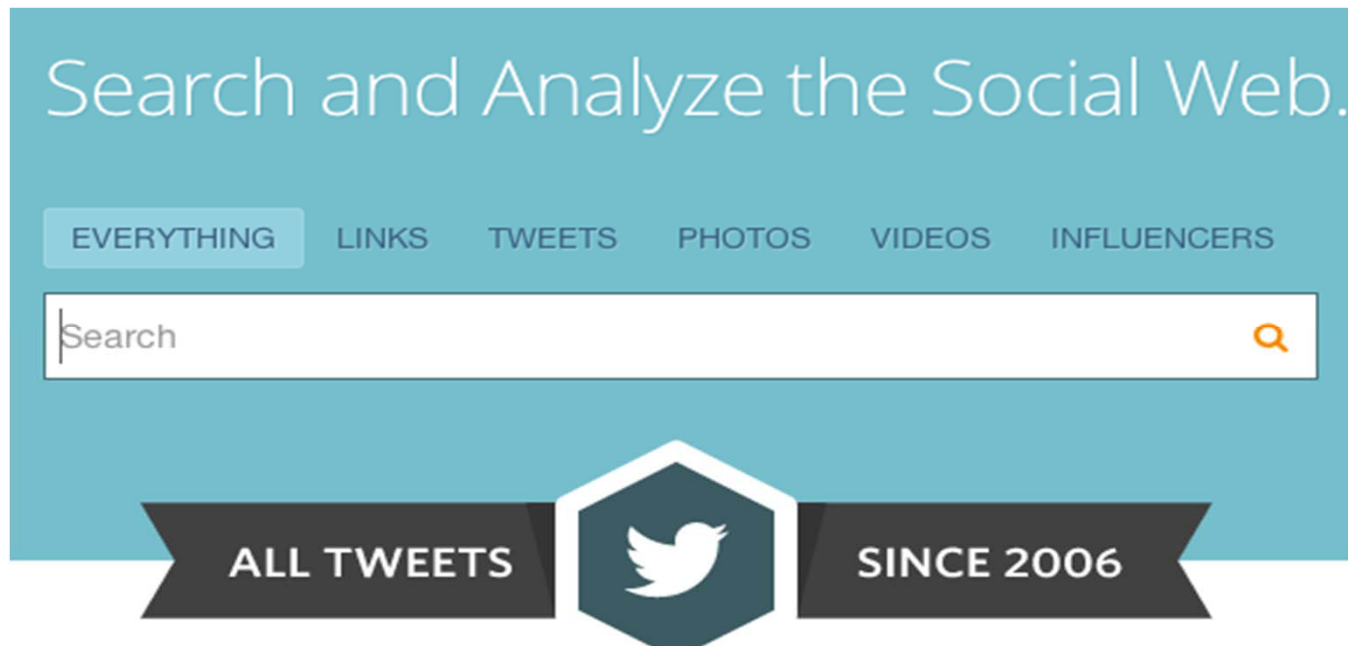 Search and Analyze the Social Web.
EVERYTHING LINKS TWEETS PHOTOS VIDEOS INFLUENCERS
Search
ALL TWEETS SINCE 2006